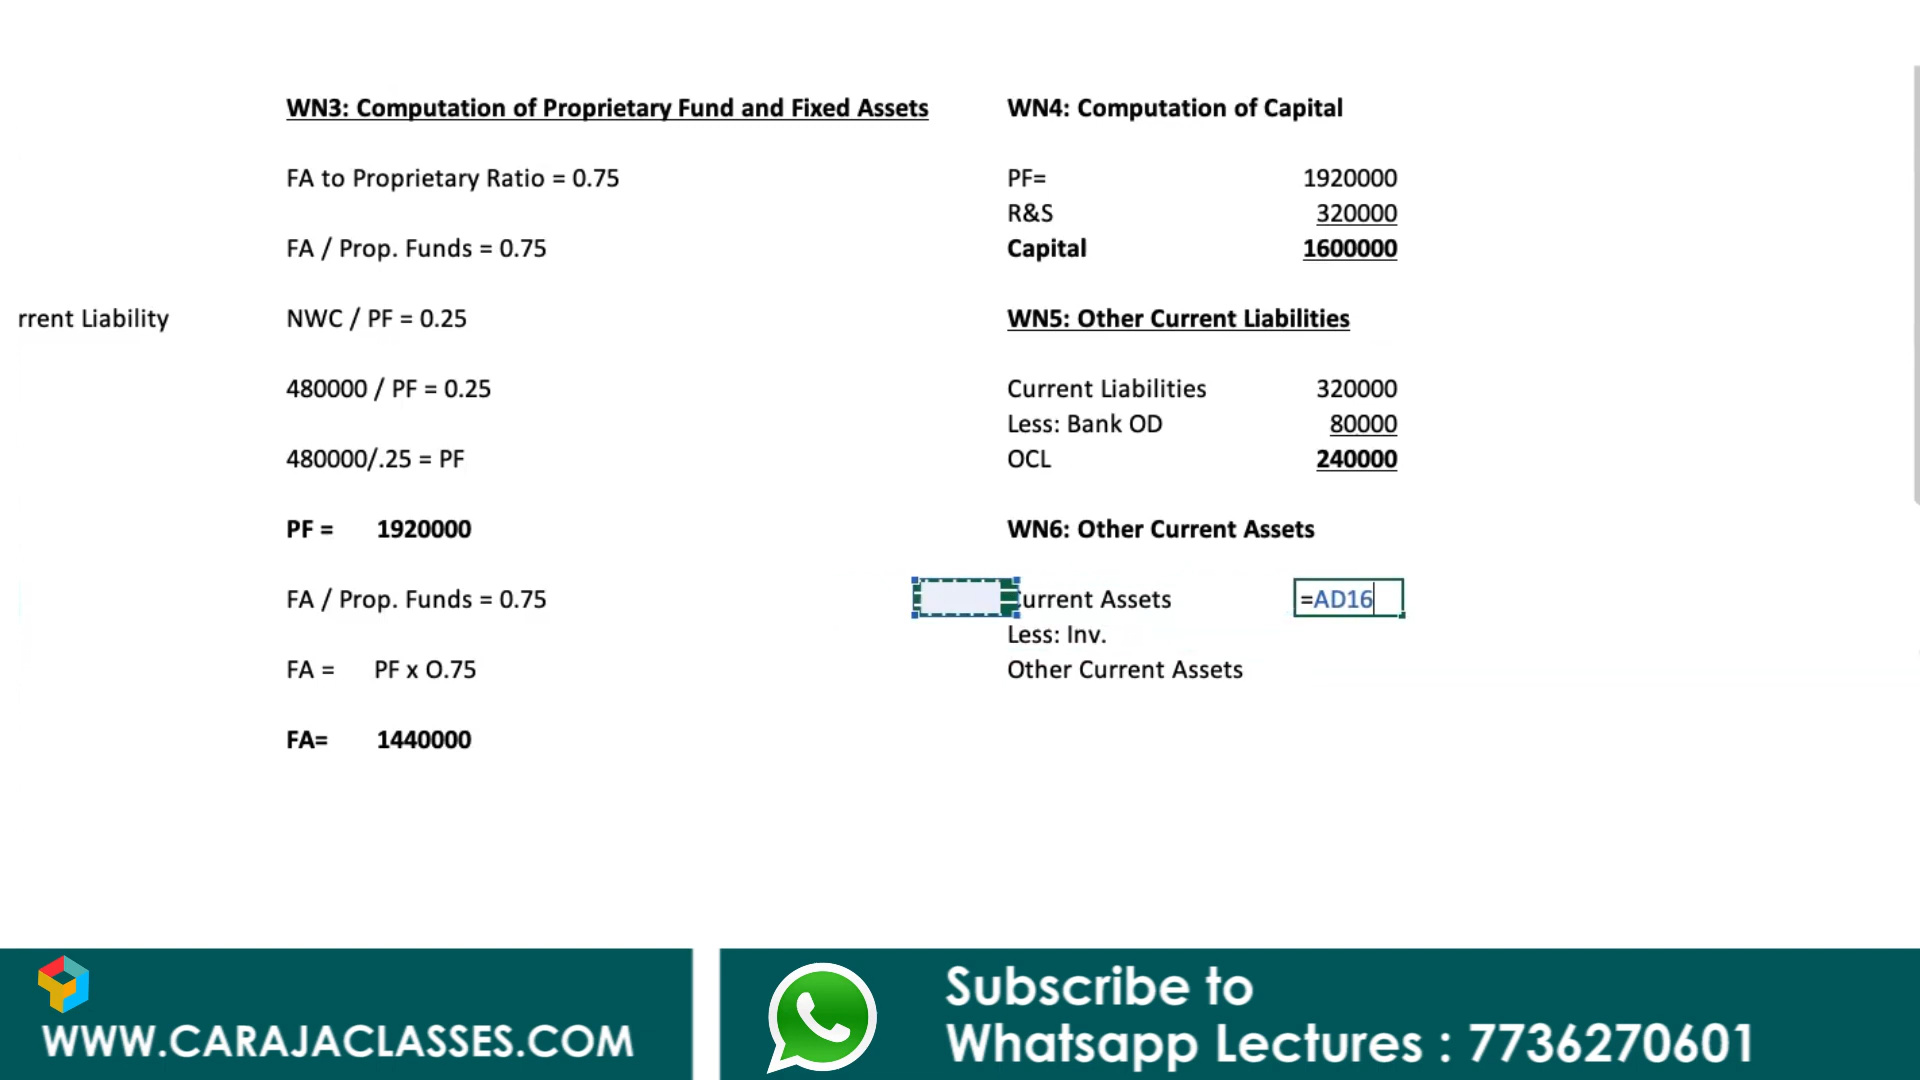 WN3: Computation of Proprietary Fund and Fixed Assets
FA to Proprietary Ratio = 0.75
FA / Prop. Funds = 0.75
rrent Liability
NWC / PF = 0.25
480000 / PF = 0.25
480000/.25 = PF
PF = 1920000
FA / Prop. Funds = 0.75
FA = PF x O.75
FA= 1440000
WN4: Computation of Capital
PF= 1920000
R&S 320000
Capital 1600000
WN5: Other Current Liabilities
Current Liabilities 320000
Less: Bank OD 80000
OCL 240000
WN6: Other Current Assets
urrent Assets =AD16
Less: Inv.
Other Current Assets
WWW.CARAJACLASSES.COM
Subscribe to
Whatsapp Lectures : 7736270601